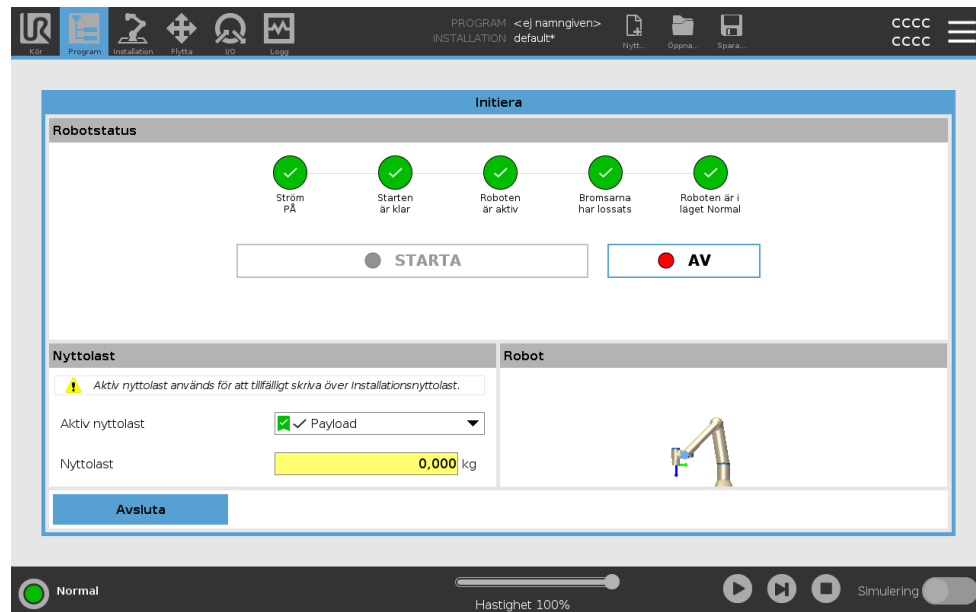 PROGRAM <ej namngiven>
INSTALLATION default*
CCCC
CCCC
Kör
Program
Installation
Flytta
I/O
Logg
Nytt...
Öppna...
Spara...
Initiera
Robotstatus
Ström
PÅ
Starten
är klar
Roboten
är aktiv
Bromsarna
har lossats
Roboten är i
läget Normal
STARTA
AV
Nyttolast
Aktiv nyttolast används för att tillfälligt skriva över Installationsnyttolast.
Aktiv nyttolast
Payload
Nyttolast
0,000 kg
Robot
Avsluta
Normal
Hastighet 100%
Simulering